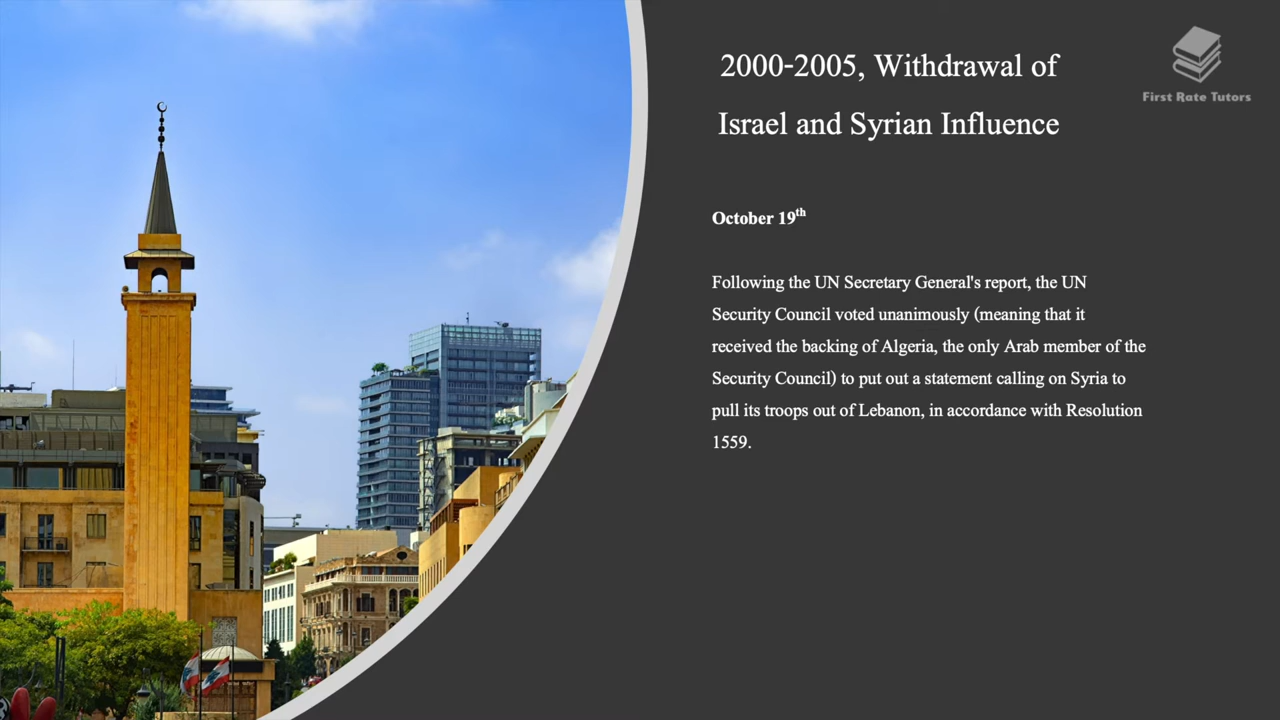 2000-2005, Withdrawal of
Israel and Syrian Influence
First Rate Tutors
October 19th
Following the UN Secretary General's report, the UN
Security Council voted unanimously (meaning that it
received the backing of Algeria, the only Arab member of the
Security Council) to put out a statement calling on Syria to
pull its troops out of Lebanon, in accordance with Resolution
1559.